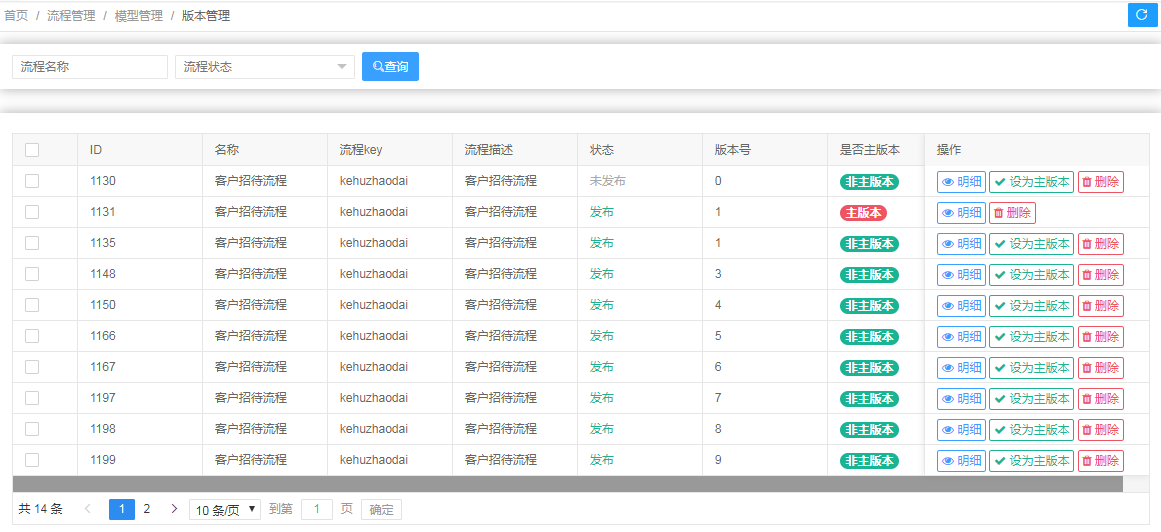 首页 / 流程管理 / 模型管理 / 版本管理
流程名称 流程状态 查询
ID 名称 流程key 流程描述 状态 版本号 是否主版本 操作
1130 客户招待流程 kehuzhaodai 客户招待流程 未发布 0 非主版本 明细 设为主版本 删除
1131 客户招待流程 kehuzhaodai 客户招待流程 发布 1 主版本 明细 删除
1135 客户招待流程 kehuzhaodai 客户招待流程 发布 1 非主版本 明细 设为主版本 删除
1148 客户招待流程 kehuzhaodai 客户招待流程 发布 3 非主版本 明细 设为主版本 删除
1150 客户招待流程 kehuzhaodai 客户招待流程 发布 4 非主版本 明细 设为主版本 删除
1166 客户招待流程 kehuzhaodai 客户招待流程 发布 5 非主版本 明细 设为主版本 删除
1167 客户招待流程 kehuzhaodai 客户招待流程 发布 6 非主版本 明细 设为主版本 删除
1197 客户招待流程 kehuzhaodai 客户招待流程 发布 7 非主版本 明细 设为主版本 删除
1198 客户招待流程 kehuzhaodai 客户招待流程 发布 8 非主版本 明细 设为主版本 删除
1199 客户招待流程 kehuzhaodai 客户招待流程 发布 9 非主版本 明细 设为主版本 删除
共 14 条 1 2 10 条/页 到第 1 页 确定